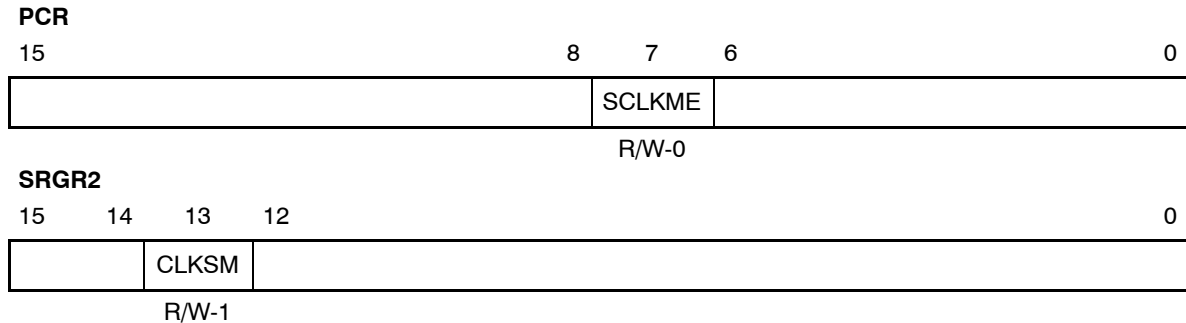 PCR
15 8 7 6 0
SCLKME
R/W-0
SRGR2
15 14 13 12 0
CLKSM
R/W-1